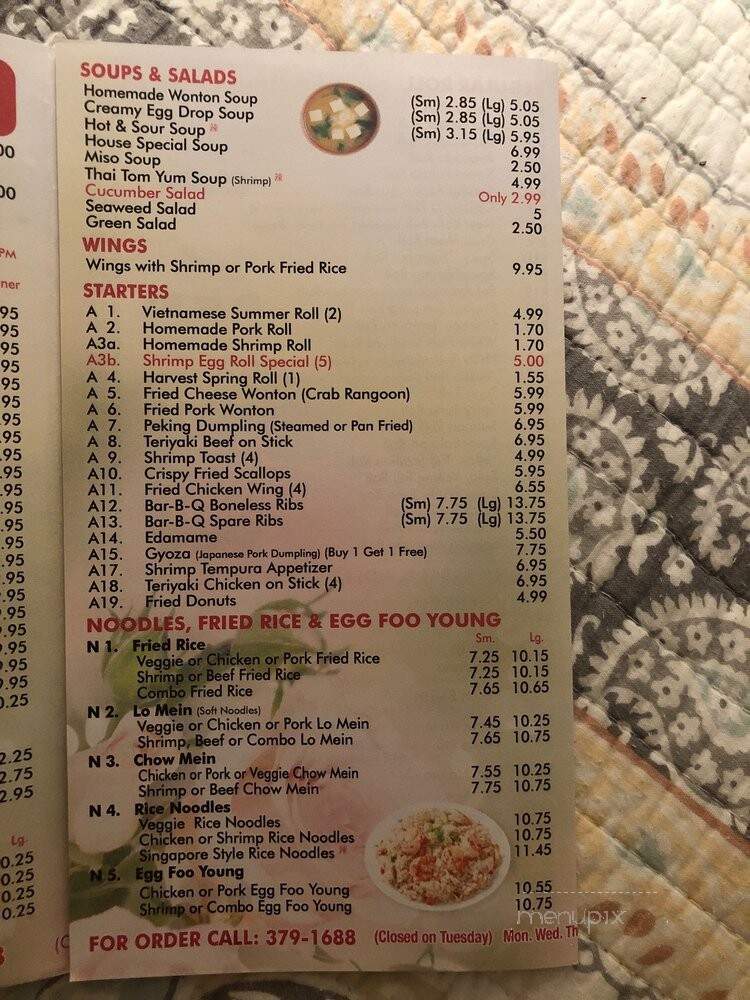 SOUPS & SALADS
Homemade Wonton Soup (Sm) 2.85 (Lg) 5.05
Creamy Egg Drop Soup (Sm) 2.85 (Lg) 5.05
Hot & Sour Soup 辣 (Sm) 3.15 (Lg) 5.95
House Special Soup 6.99
Miso Soup 2.50
Thai Tom Yum Soup (Shrimp) 辣 4.99
Cucumber Salad Only 2.99
Seaweed Salad 5
Green Salad 2.50
WINGS
Wings with Shrimp or Pork Fried Rice 9.95
STARTERS
A 1. Vietnamese Summer Roll (2) 4.99
A 2. Homemade Pork Roll 1.70
A3a. Homemade Shrimp Roll 1.70
A3b. Shrimp Egg Roll Special (5) 5.00
A 4. Harvest Spring Roll (1) 1.55
A 5. Fried Cheese Wonton (Crab Rangoon) 5.99
A 6. Fried Pork Wonton 5.99
A 7. Peking Dumpling (Steamed or Pan Fried) 6.95
A 8. Teriyaki Beef on Stick 6.95
A 9. Shrimp Toast (4) 4.99
A10. Crispy Fried Scallops 5.95
A11. Fried Chicken Wing (4) 6.55
A12. Bar-B-Q Boneless Ribs (Sm) 7.75 (Lg) 13.75
A13. Bar-B-Q Spare Ribs (Sm) 7.75 (Lg) 13.75
A14. Edamame 5.50
A15. Gyoza (Japanese Pork Dumpling) (Buy 1 Get 1 Free) 7.75
A17. Shrimp Tempura Appetizer 6.95
A18. Teriyaki Chicken on Stick (4) 6.95
A19. Fried Donuts 4.99
NOODLES, FRIED RICE & EGG FOO YOUNG
Sm. Lg.
N 1. Fried Rice
Veggie or Chicken or Pork Fried Rice 7.25 10.15
Shrimp or Beef Fried Rice 7.25 10.15
Combo Fried Rice 7.65 10.65
N 2. Lo Mein (Soft Noodles)
Veggie or Chicken or Pork Lo Mein 7.45 10.25
Shrimp, Beef or Combo Lo Mein 7.65 10.75
N 3. Chow Mein
Chicken or Pork or Veggie Chow Mein 7.55 10.25
Shrimp or Beef Chow Mein 7.75 10.75
N 4. Rice Noodles
Veggie Rice Noodles 10.75
Chicken or Shrimp Rice Noodles 10.75
Singapore Style Rice Noodles 辣 11.45
N 5. Egg Foo Young
Chicken or Pork Egg Foo Young 10.55
Shrimp or Combo Egg Foo Young 10.75
menupix
FOR ORDER CALL: 379-1688 (Closed on Tuesday) Mon. Wed. Th